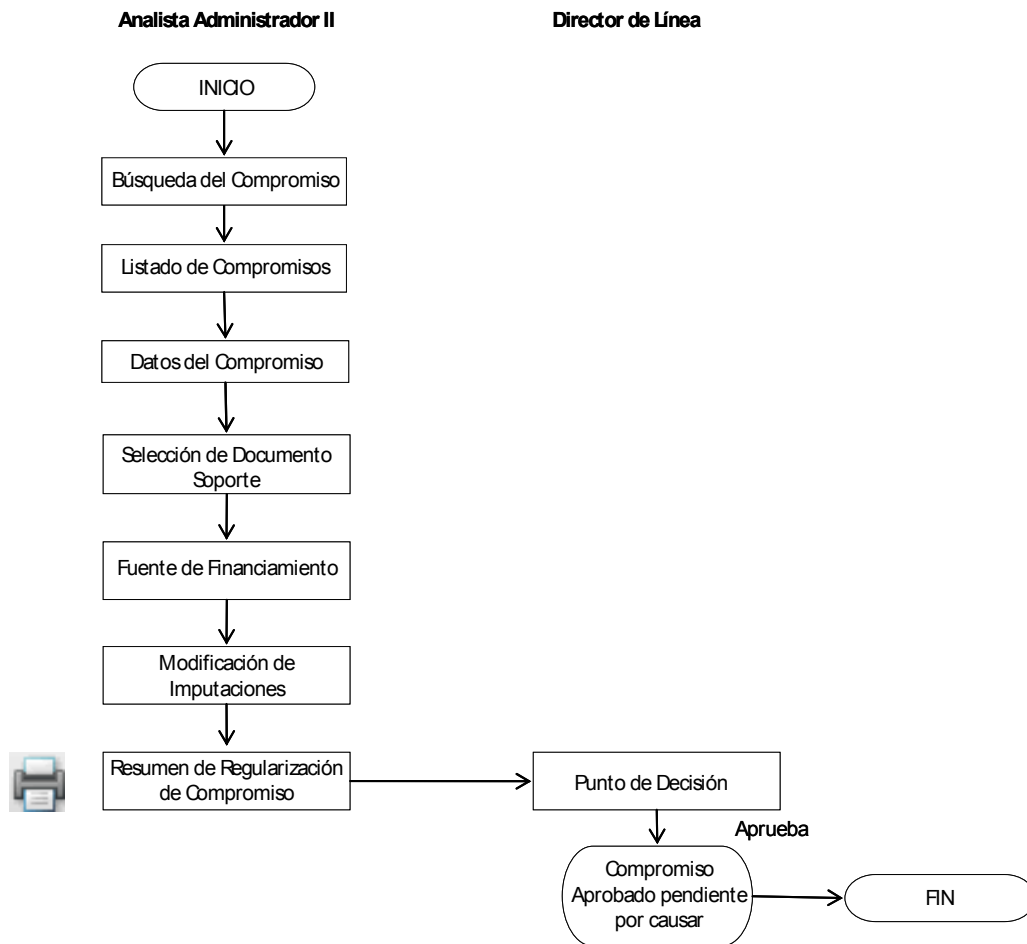 Analista Administrador II
Director de Línea
INICIO
Búsqueda del Compromiso
Listado de Compromisos
Datos del Compromiso
Selección de Documento
Soporte
Fuente de Financiamiento
Modificación de
Imputaciones
Resumen de Regularización
de Compromiso
Punto de Decisión
Aprueba
Compromiso
Aprobado pendiente
por causar
FIN